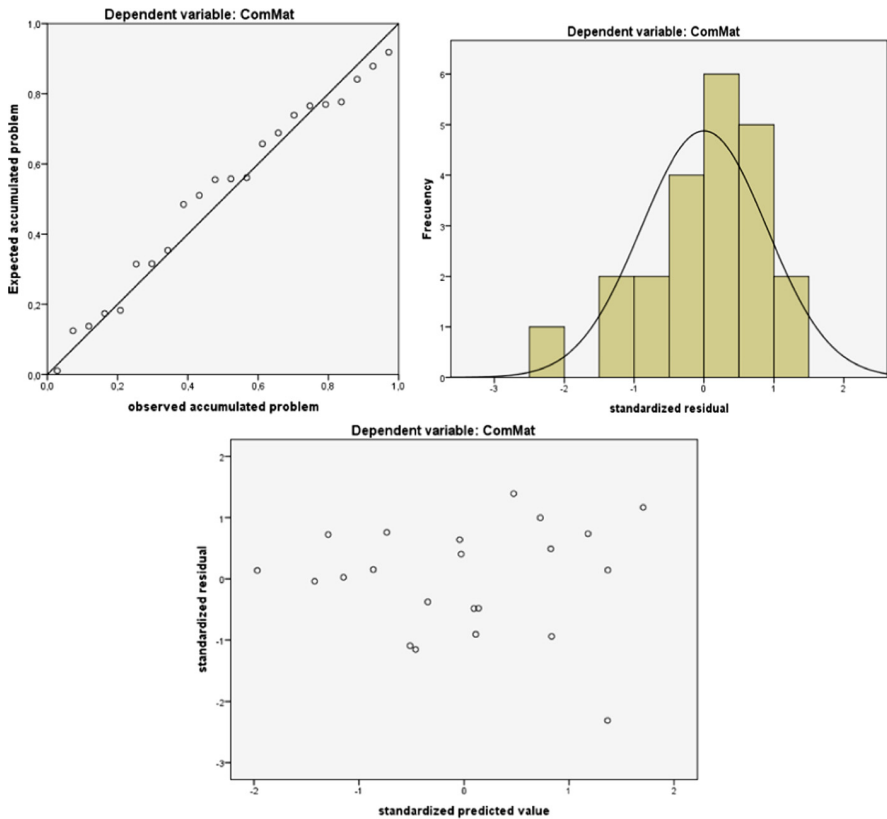 Dependent variable: ComMat
1,0
0,8
0,6
0,4
0,2
0,0
0,0 0,2 0,4 0,6 0,8 1,0
Expected accumulated problem
observed accumulated problem
Dependent variable: ComMat
6
5
4
3
2
1
0
-3 -2 -1 0 1 2
Frecuency
standardized residual
Dependent variable: ComMat
2
1
0
-1
-2
-3
-2 -1 0 1 2
standardized residual
standardized predicted value